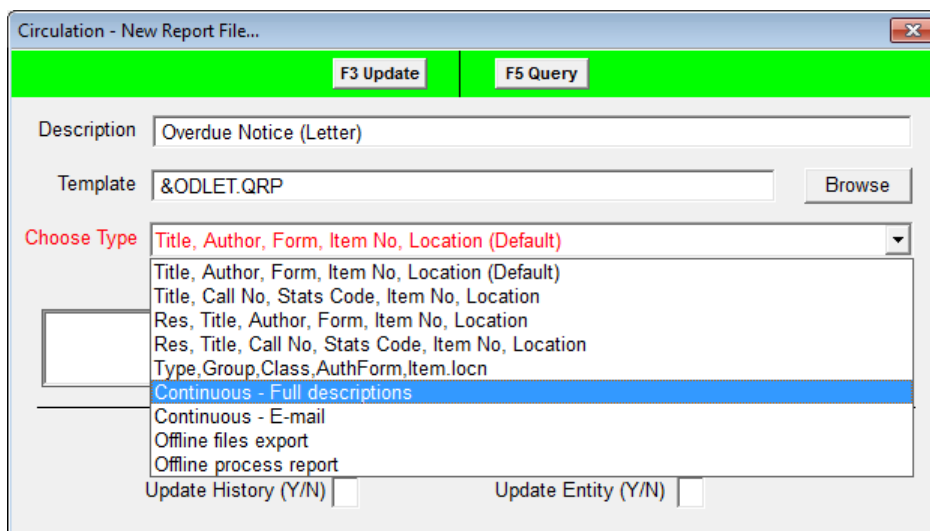 Circulation - New Report File...
F3 Update F5 Query
Description Overdue Notice (Letter)
Template &ODLET.QRP Browse
Choose Type Title, Author, Form, Item No, Location (Default)
Title, Author, Form, Item No, Location (Default)
Title, Call No, Stats Code, Item No, Location
Res, Title, Author, Form, Item No, Location
Res, Title, Call No, Stats Code, Item No, Location
Type,Group,Class,AuthForm,Item.locn
Continuous - Full descriptions
Continuous - E-mail
Offline files export
Offline process report
Update History (Y/N) Update Entity (Y/N)